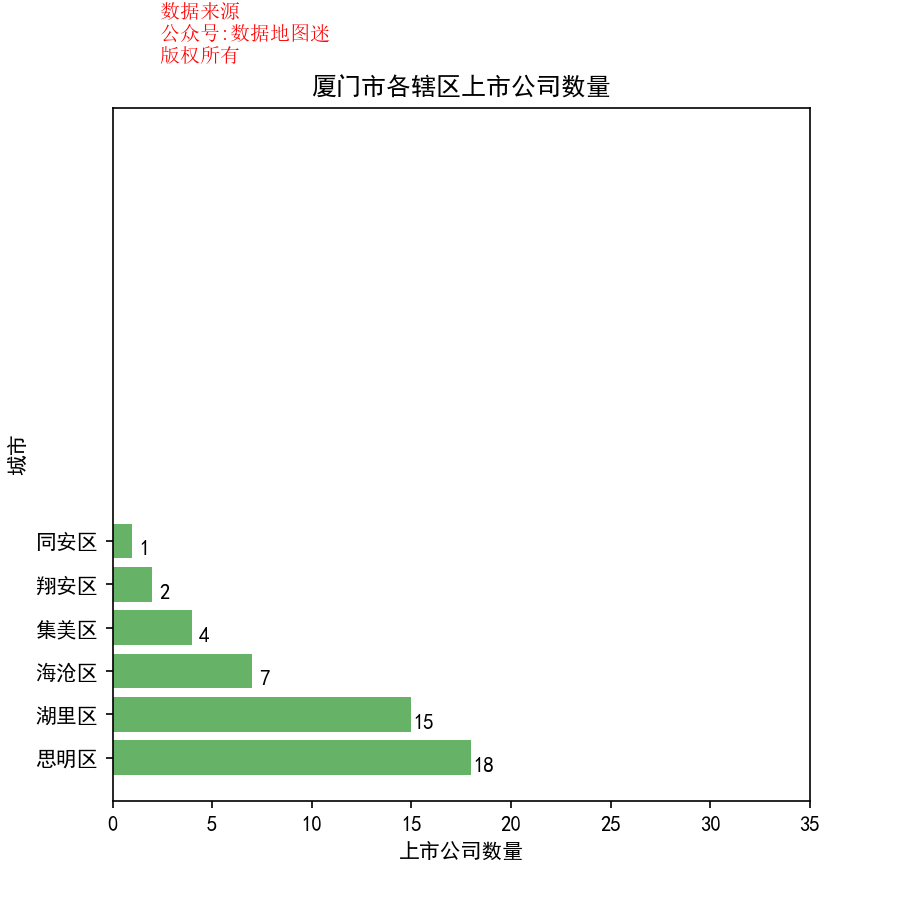 数据来源
公众号:数据地图迷
版权所有
厦门市各辖区上市公司数量
城市
同安区 1
翔安区 2
集美区 4
海沧区 7
湖里区 15
思明区 18
0 5 10 15 20 25 30 35
上市公司数量